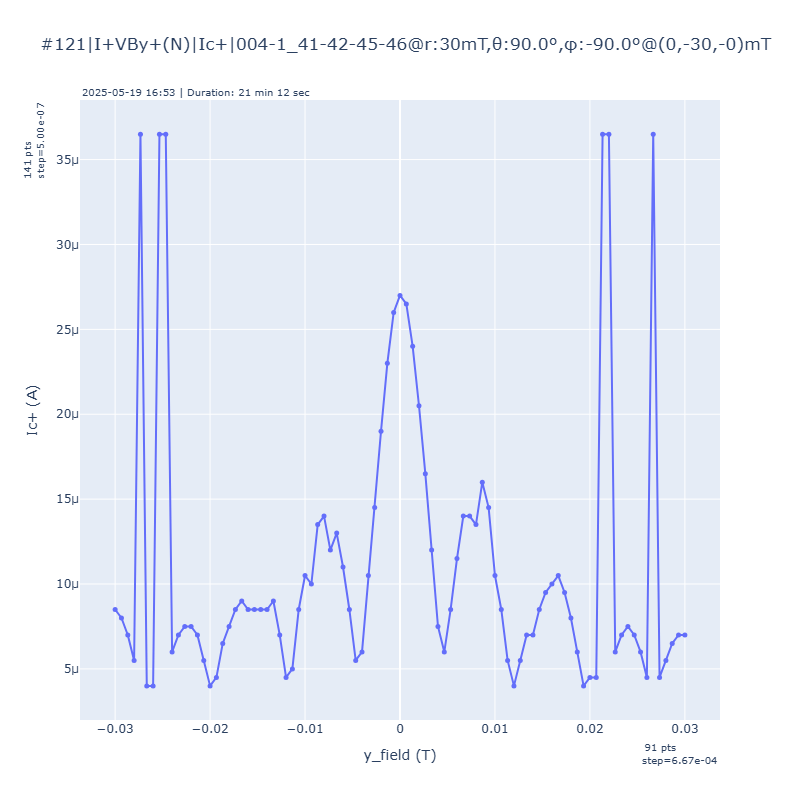 #121|I+VBy+(N)|Ic+|004-1_41-42-45-46@r:30mT,θ:90.0º,φ:-90.0º@(0,-30,-0)mT
2025-05-19 16:53 | Duration: 21 min 12 sec
141 pts
step=5.00e-07
35μ
30μ
25μ
20μ
15μ
10μ
5μ
Ic+ (A)
−0.03
−0.02
−0.01
0
0.01
0.02
0.03
y_field (T)
91 pts
step=6.67e-04